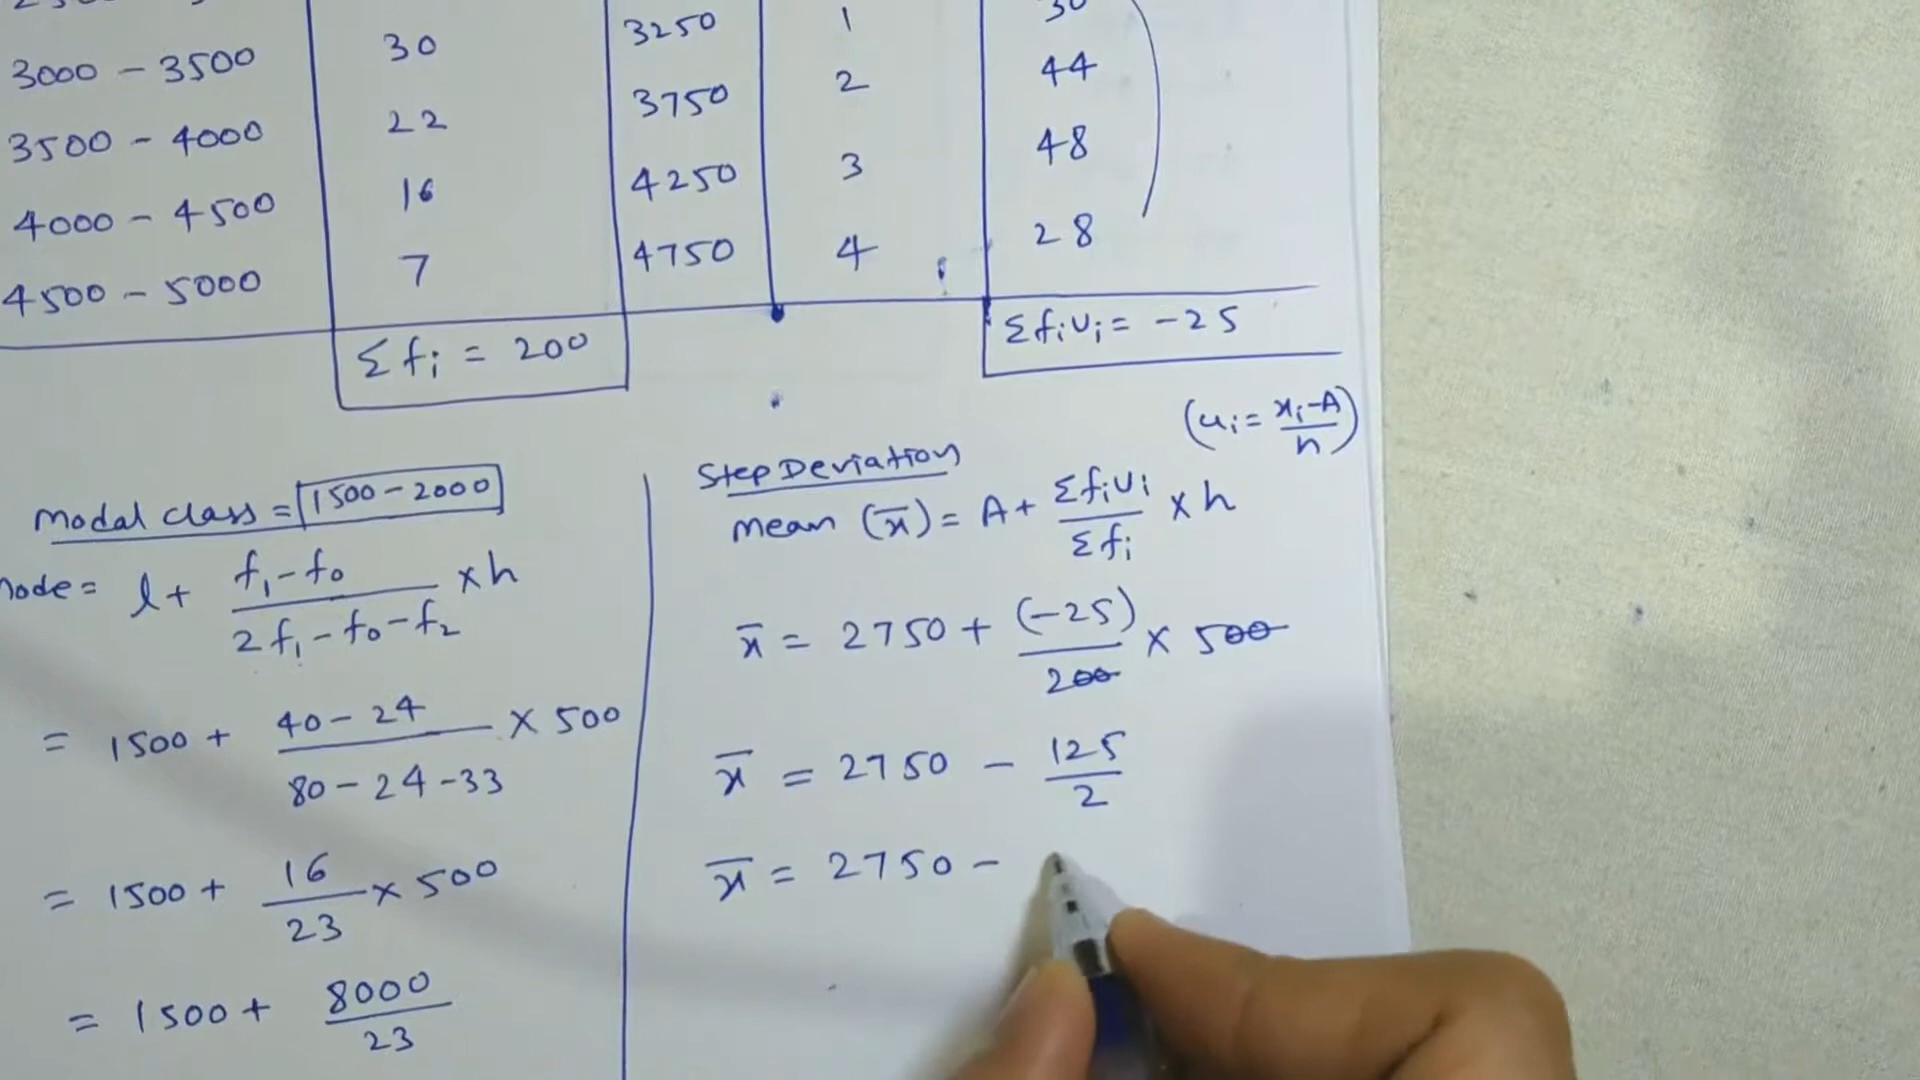 3250 1 30
3000 – 3500 30
3750 2 44
3500 – 4000 22
4250 3 48
4000 – 4500 16
4750 4 28
4500 – 5000 7
Σfi = 200
Σfiui = -25
(ui = xi-A/h)
Modal class = 1500 – 2000
mode = l + f1-f0/2f1-f0-f2 × h
= 1500 + 40-24/80-24-33 × 500
= 1500 + 16/23 × 500
= 1500 + 8000/23
Step Deviation
mean (x̄) = A + Σfiui/Σfi × h
x̄ = 2750 + (-25)/200 × 500
x̄ = 2750 - 125/2
x̄ = 2750 -